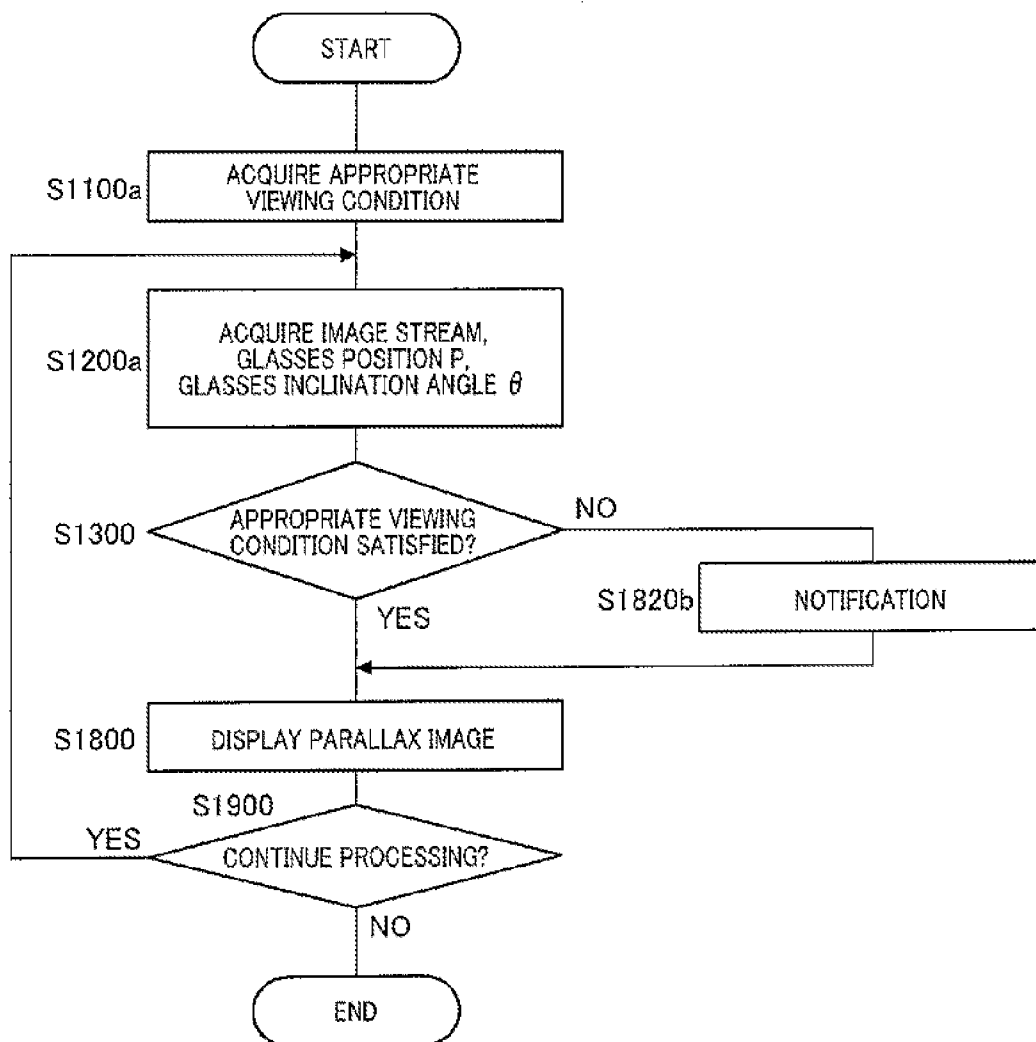 START
S1100a
ACQUIRE APPROPRIATE
VIEWING CONDITION
S1200a
ACQUIRE IMAGE STREAM,
GLASSES POSITION P,
GLASSES INCLINATION ANGLE θ
S1300
APPROPRIATE VIEWING
CONDITION SATISFIED?
NO
YES
S1820b
NOTIFICATION
S1800
DISPLAY PARALLAX IMAGE
S1900
YES
CONTINUE PROCESSING?
NO
END